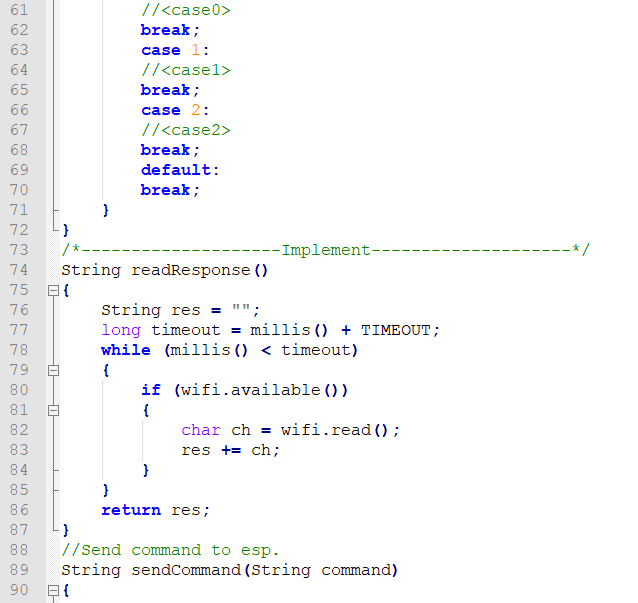 61 //<case0>
62 break;
63 case 1:
64 //<case1>
65 break;
66 case 2:
67 //<case2>
68 break;
69 default:
70 break;
71 }
72 }
73 /*--------------------Implement--------------------*/
74 String readResponse()
75 {
76 String res = "";
77 long timeout = millis() + TIMEOUT;
78 while (millis() < timeout)
79 {
80 if (wifi.available())
81 {
82 char ch = wifi.read();
83 res += ch;
84 }
85 }
86 return res;
87 }
88 //Send command to esp.
89 String sendCommand(String command)
90 {